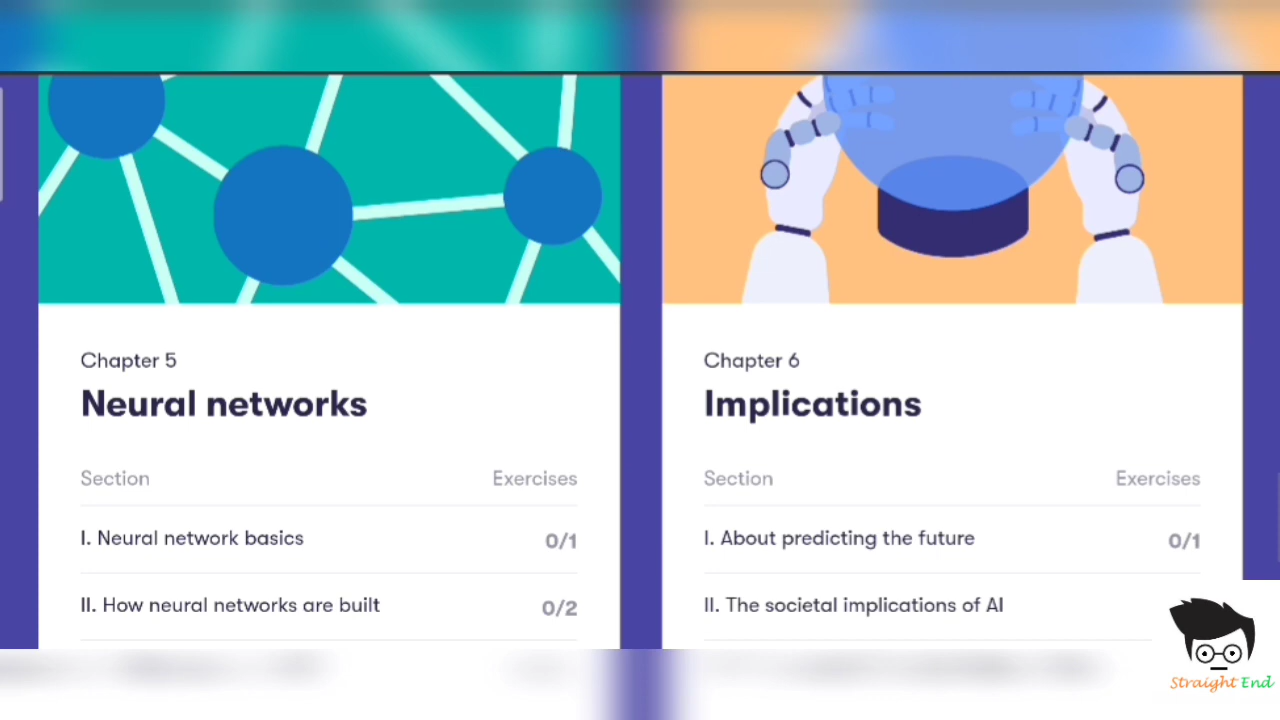 Chapter 5
Neural networks
Section Exercises
I. Neural network basics 0/1
II. How neural networks are built 0/2
Chapter 6
Implications
Section Exercises
I. About predicting the future 0/1
II. The societal implications of AI
Straight End